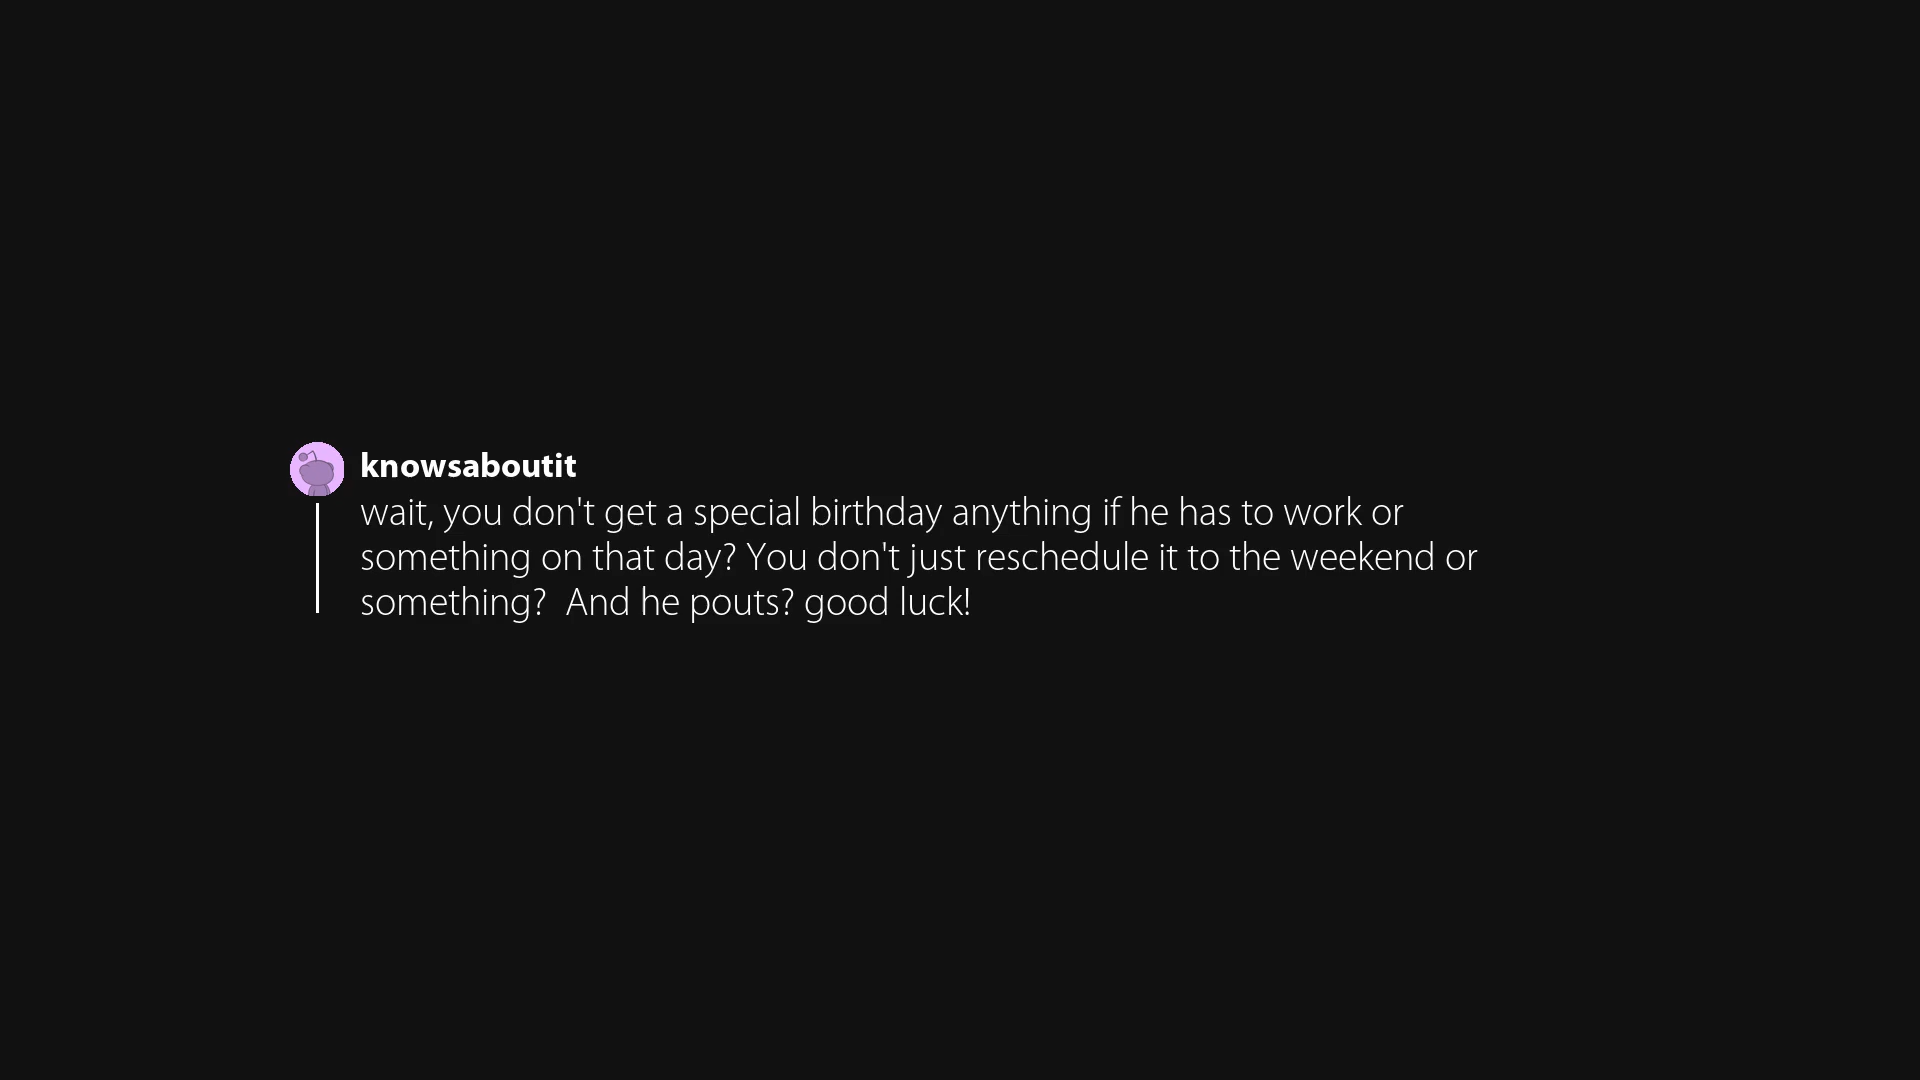 knowsaboutit
wait, you don't get a special birthday anything if he has to work or
something on that day? You don't just reschedule it to the weekend or
something?  And he pouts? good luck!